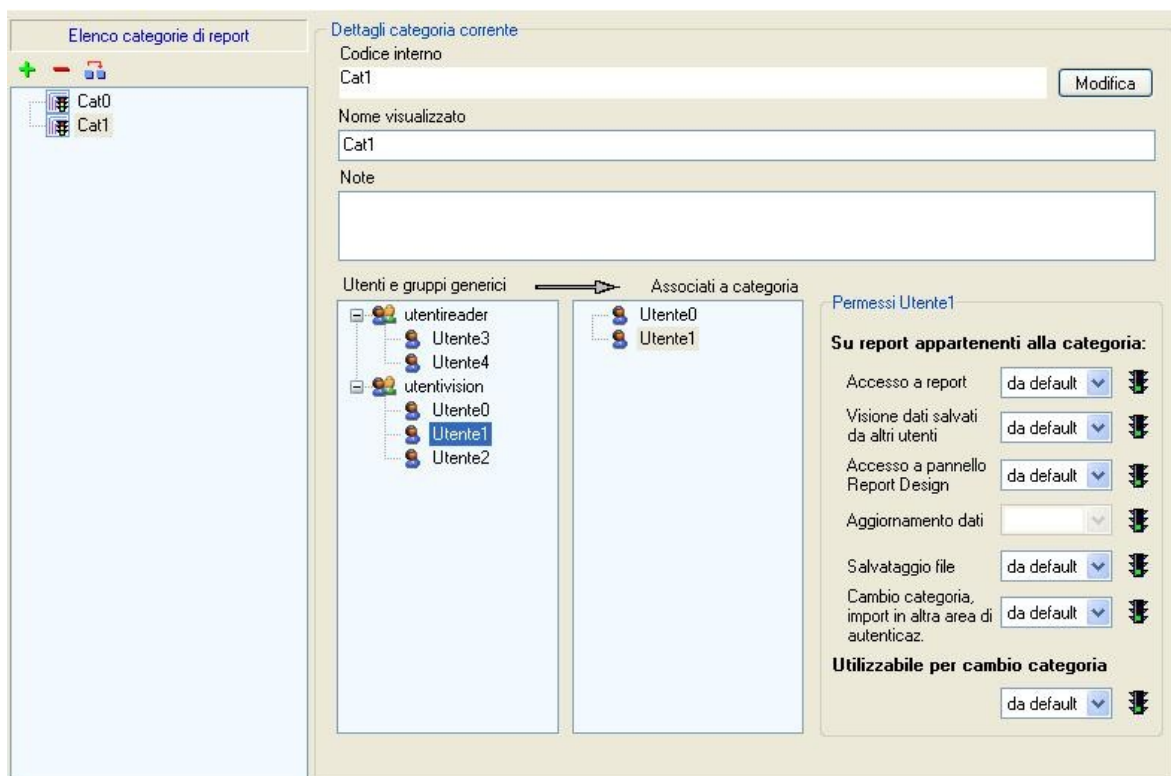 Elenco categorie di report
Cat0
Cat1
Dettagli categoria corrente
Codice interno
Cat1
Modifica
Nome visualizzato
Cat1
Note
Utenti e gruppi generici
utentireader
Utente3
Utente4
utentivision
Utente0
Utente1
Utente2
Associati a categoria
Utente0
Utente1
Permessi Utente1
Su report appartenenti alla categoria:
Accesso a report
da default
Visione dati salvati
da altri utenti
da default
Accesso a pannello
Report Design
da default
Aggiornamento dati
Salvataggio file
da default
Cambio categoria,
import in altra area di
autenticaz.
da default
Utilizzabile per cambio categoria
da default